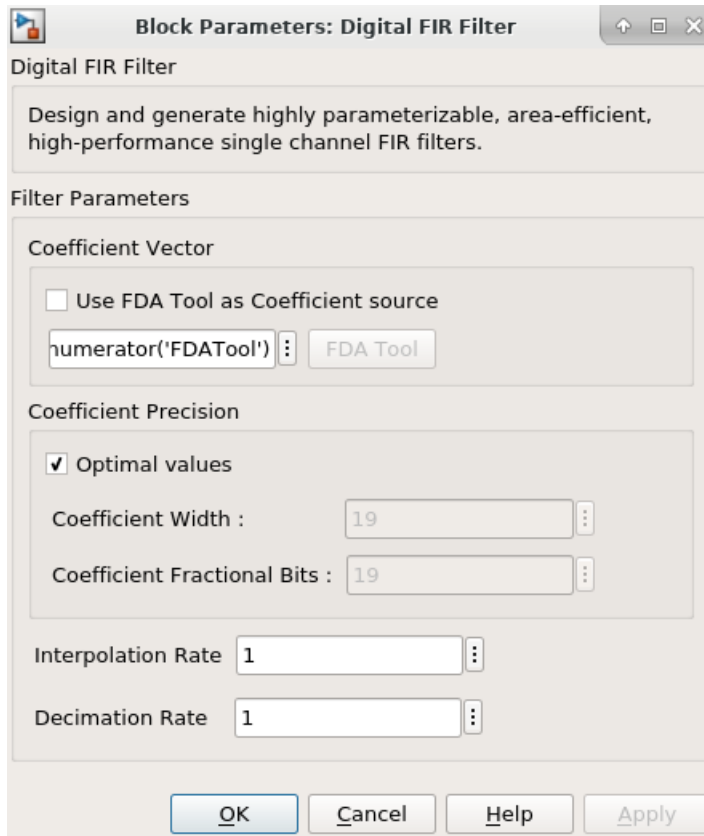 Block Parameters: Digital FIR Filter
Digital FIR Filter
Design and generate highly parameterizable, area-efficient,
high-performance single channel FIR filters.
Filter Parameters
Coefficient Vector
Use FDA Tool as Coefficient source
numerator('FDATool')
FDA Tool
Coefficient Precision
Optimal values
Coefficient Width : 19
Coefficient Fractional Bits : 19
Interpolation Rate 1
Decimation Rate 1
OK Cancel Help Apply